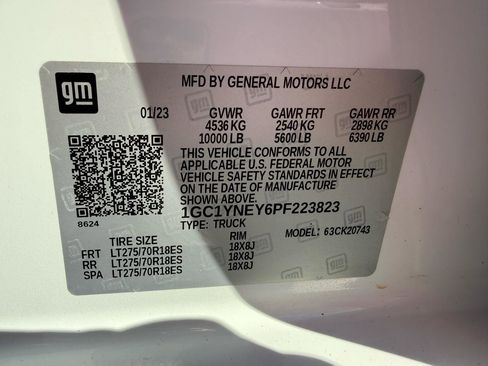 gm
MFD BY GENERAL MOTORS LLC
01/23 GVWR GAWR FRT GAWR RR
4536 KG 2540 KG 2898 KG
10000 LB 5600 LB 6390 LB
THIS VEHICLE CONFORMS TO ALL
APPLICABLE U.S. FEDERAL MOTOR
VEHICLE SAFETY STANDARDS IN EFFECT
ON THE DATE OF MANUFACTURE
SHOWN ABOVE.
1GC1YNEY6PF223823
8624
TYPE: TRUCK MODEL: 63CK20743
TIRE SIZE RIM
FRT LT275/70R18ES 18X8J
RR LT275/70R18ES 18X8J
SPA LT275/70R18ES 18X8J